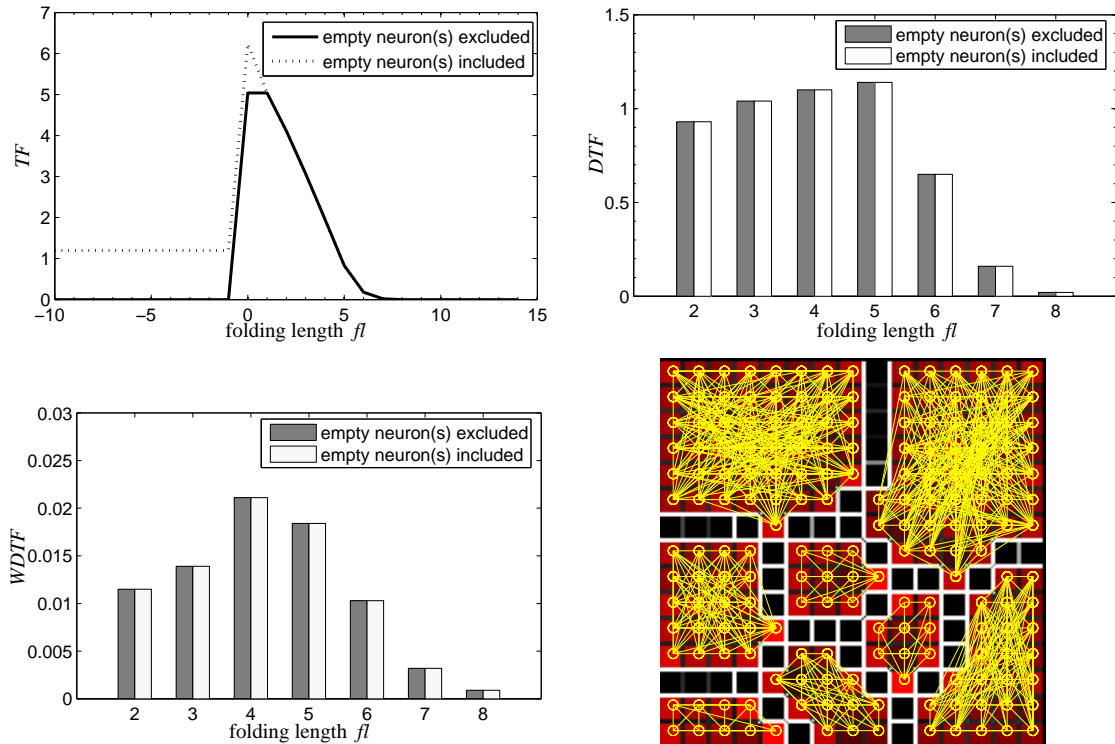 7
6
5
4
3
2
1
0
TF
empty neuron(s) excluded
empty neuron(s) included
−10 −5 0 5 10 15
folding length fl
1.5
1
0.5
0
DTF
empty neuron(s) excluded
empty neuron(s) included
2 3 4 5 6 7 8
folding length fl
0.03
0.025
0.02
0.015
0.01
0.005
0
WDTF
empty neuron(s) excluded
empty neuron(s) included
2 3 4 5 6 7 8
folding length fl